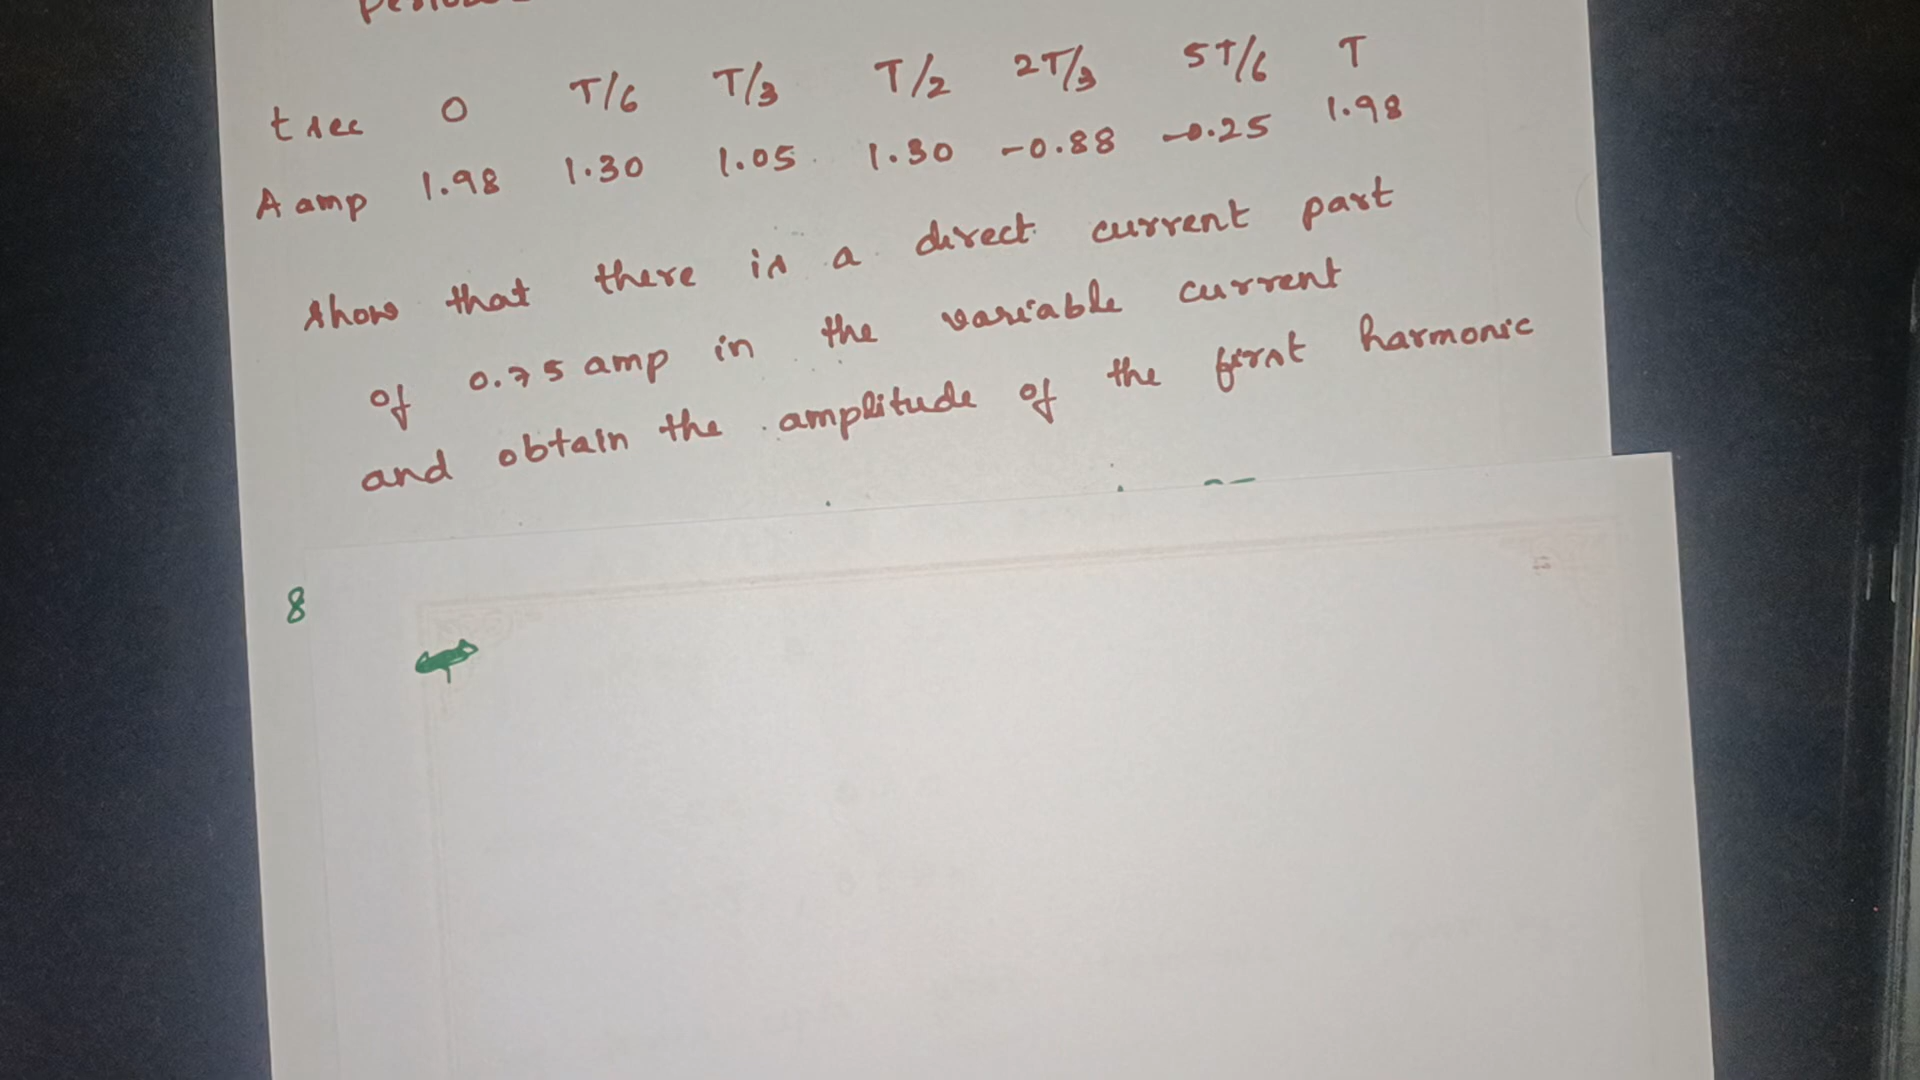 t sec 0 T/6 T/3 T/2 2T/3 5T/6 T
A amp 1.98 1.30 1.05 1.30 -0.88 -0.25 1.98
show that there is a direct current part
of 0.75 amp in the variable current
and obtain the amplitude of the first harmonic
8